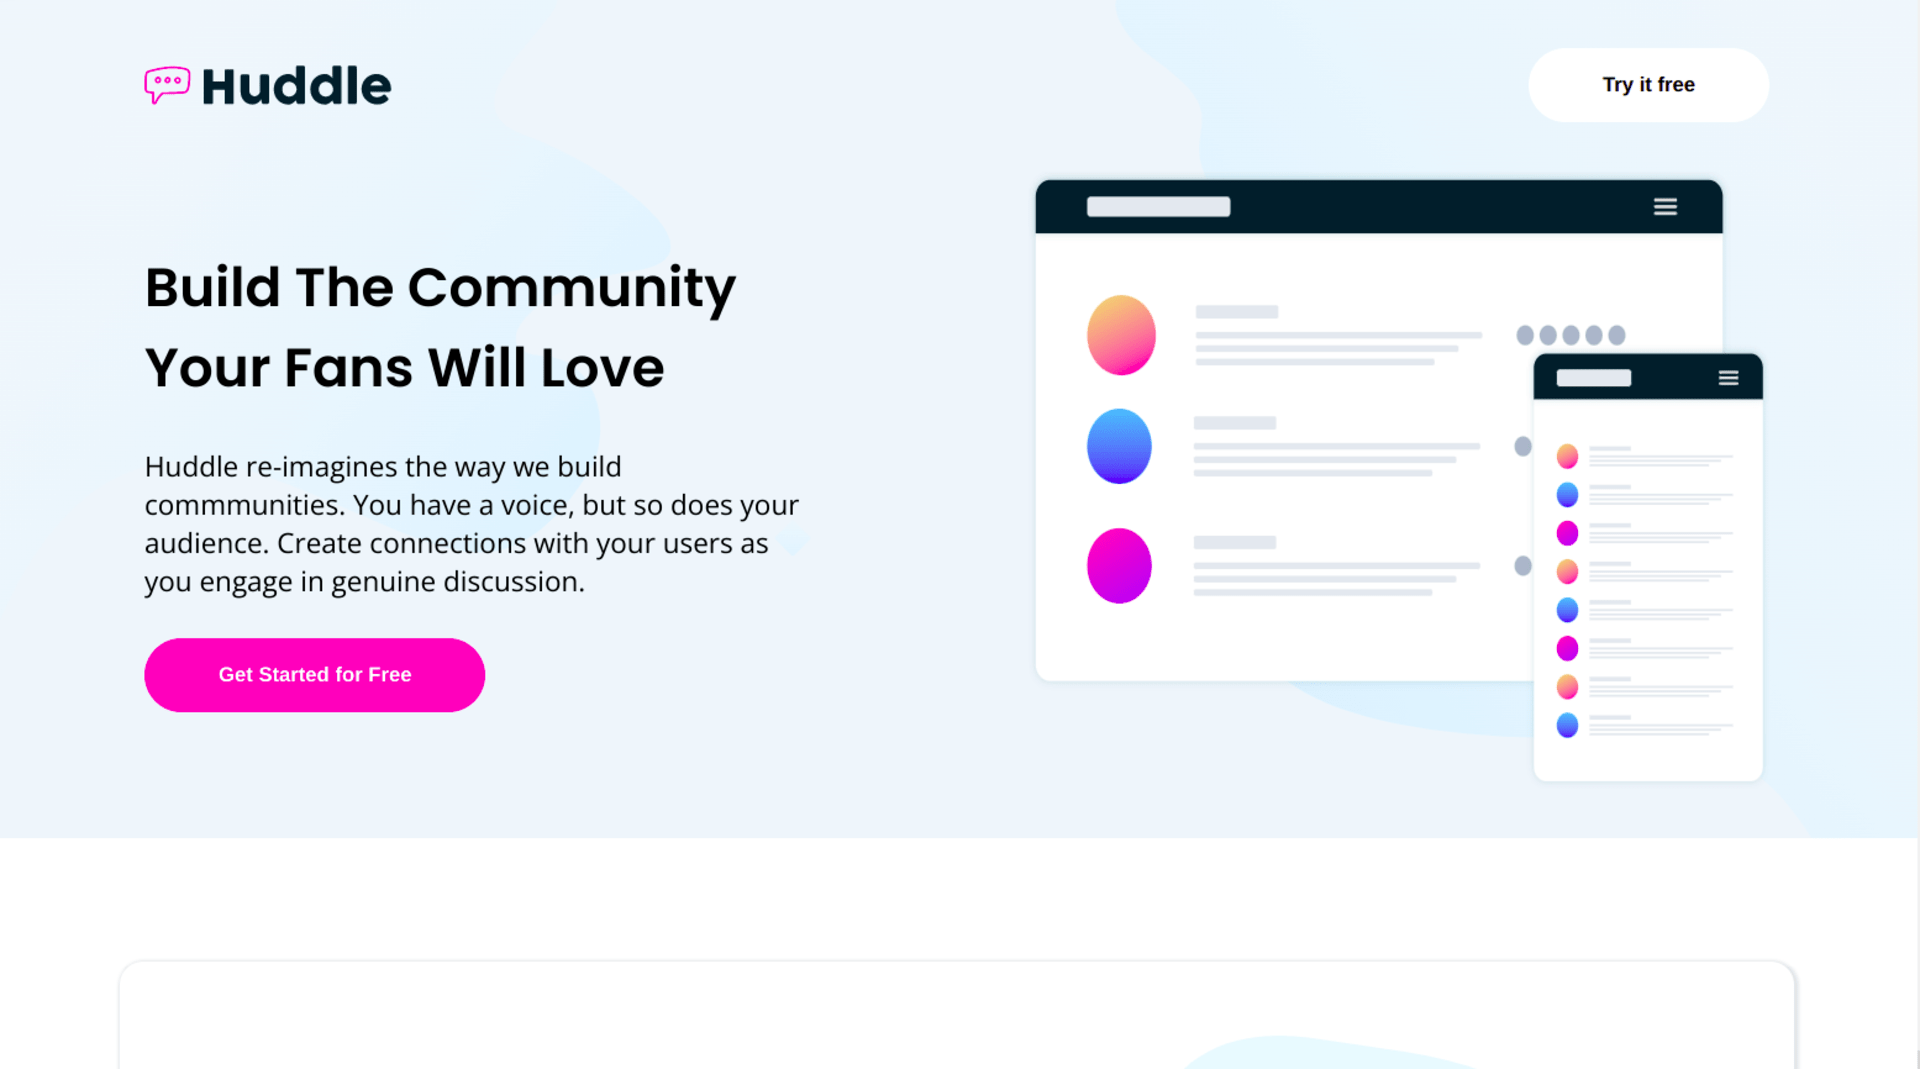 Huddle
Try it free
Build The Community
Your Fans Will Love
Huddle re-imagines the way we build
commmunities. You have a voice, but so does your
audience. Create connections with your users as
you engage in genuine discussion.
Get Started for Free